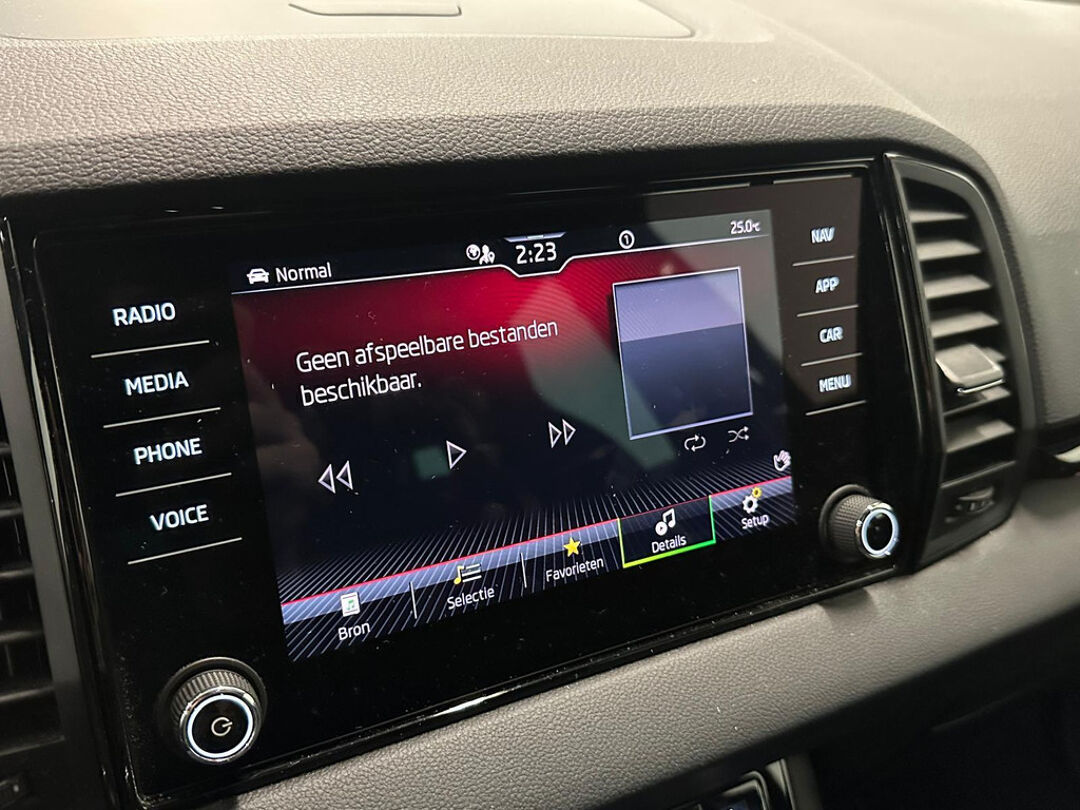 Normal
2:23
1
25.0°C
RADIO
MEDIA
PHONE
VOICE
NAV
APP
CAR
MENU
Geen afspeelbare bestanden
beschikbaar.
Bron
Selectie
Favorieten
Details
Setup